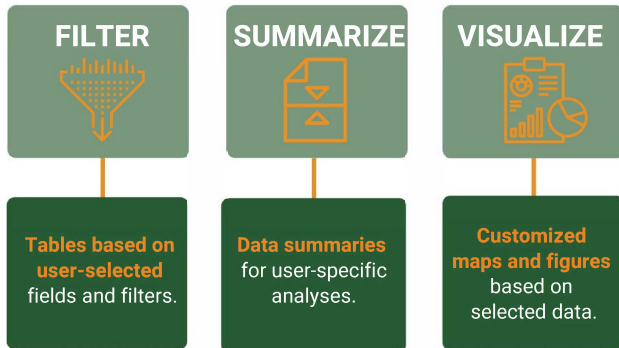 FILTER
Tables based on
user-selected
fields and filters.
SUMMARIZE
Data summaries
for user-specific
analyses.
VISUALIZE
Customized
maps and figures
based on
selected data.